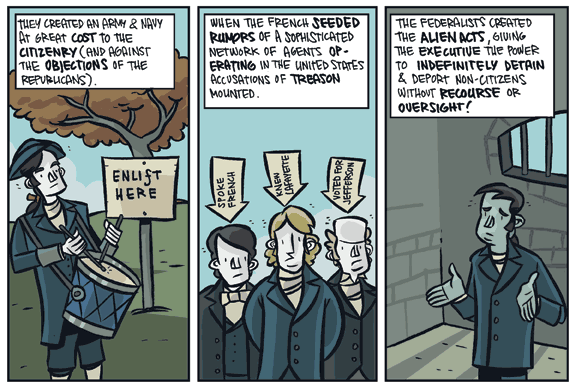 THEY CREATED AN ARMY & NAVY
AT GREAT COST TO THE
CITIZENRY (AND AGAINST
THE OBJECTIONS OF THE
REPUBLICANS).
ENLIST
HERE
WHEN THE FRENCH SEEDED
RUMORS OF A SOPHISTICATED
NETWORK OF AGENTS OP-
ERATING IN THE UNITED STATES
ACCUSATIONS OF TREASON
MOUNTED.
SPOKE
FRENCH
KNEW
LAFAYETTE
VOTED FOR
JEFFERSON
THE FEDERALISTS CREATED
THE ALIEN ACTS, GIVING
THE EXECUTIVE THE POWER
TO INDEFINITELY DETAIN
& DEPORT NON-CITIZENS
WITHOUT RECOURSE OR
OVERSIGHT!